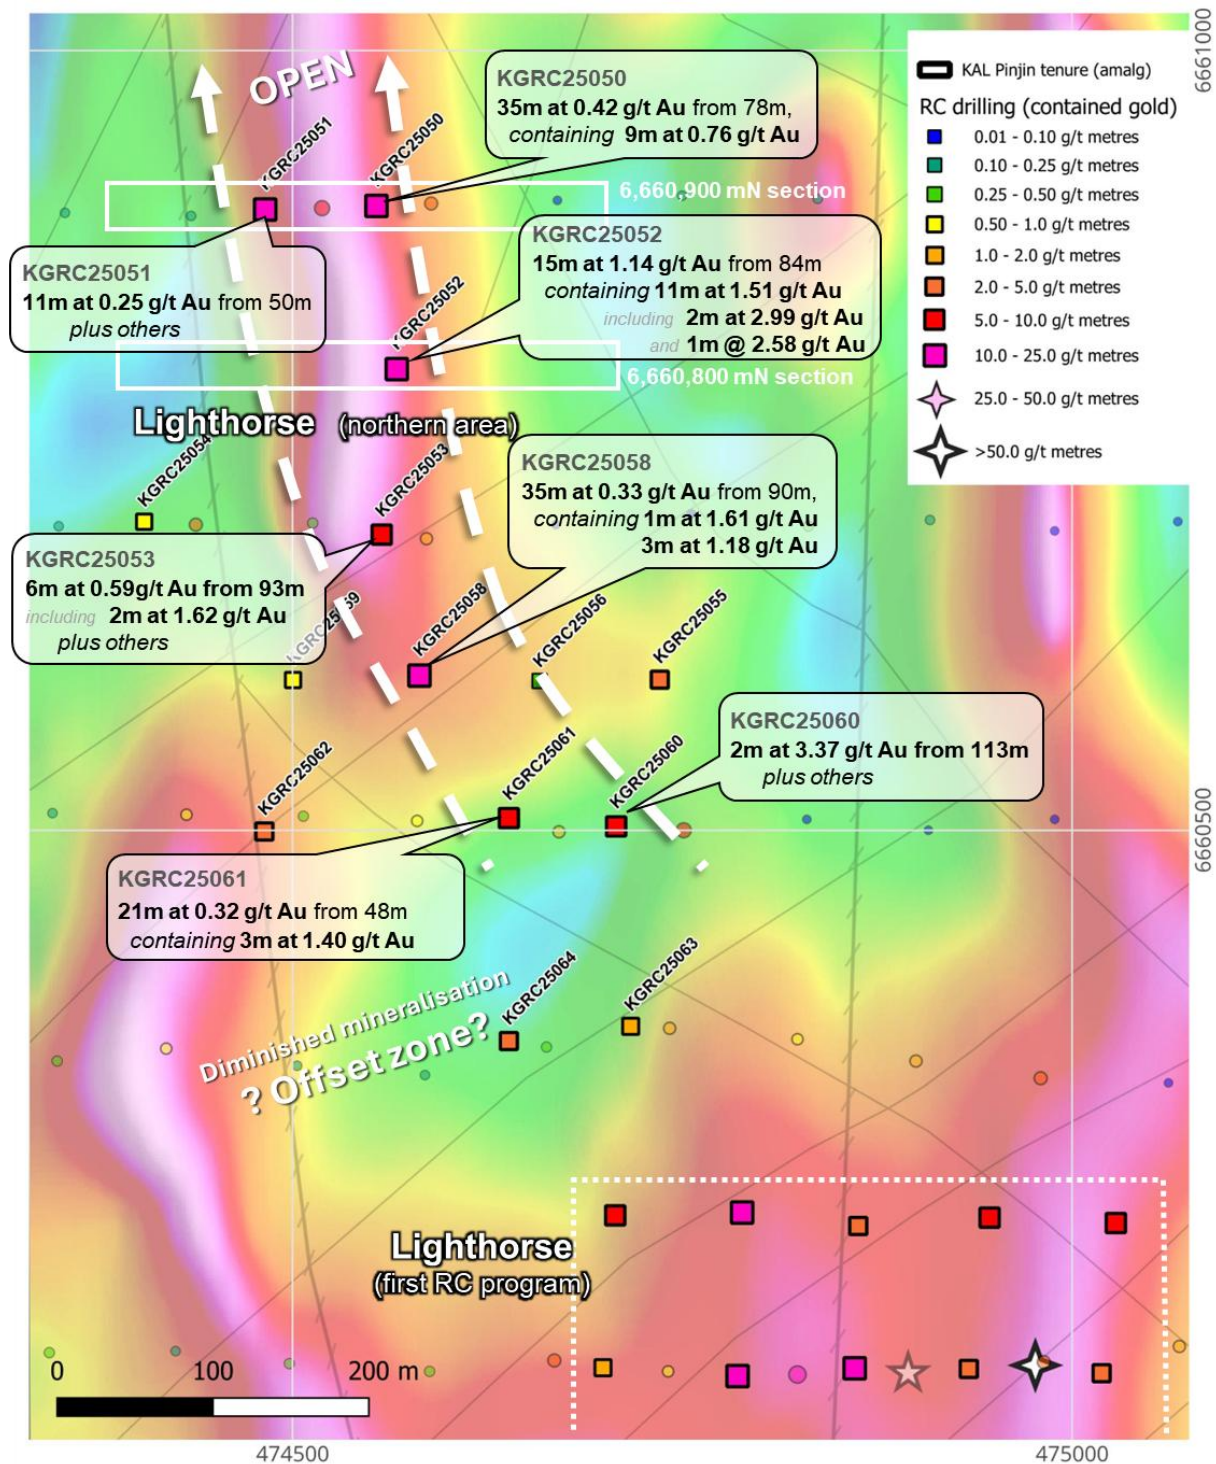 6661000
OPEN
KGRC25051
KGRC25050
KGRC25050
35m at 0.42 g/t Au from 78m,
containing 9m at 0.76 g/t Au
KAL Pinjin tenure (amalg)
RC drilling (contained gold)
0.01 - 0.10 g/t metres
0.10 - 0.25 g/t metres
0.25 - 0.50 g/t metres
0.50 - 1.0 g/t metres
1.0 - 2.0 g/t metres
2.0 - 5.0 g/t metres
5.0 - 10.0 g/t metres
10.0 - 25.0 g/t metres
25.0 - 50.0 g/t metres
>50.0 g/t metres
6,660,900 mN section
KGRC25051
11m at 0.25 g/t Au from 50m
plus others
KGRC25052
KGRC25052
15m at 1.14 g/t Au from 84m
containing 11m at 1.51 g/t Au
including 2m at 2.99 g/t Au
and 1m @ 2.58 g/t Au
6,660,800 mN section
Lighthorse (northern area)
KGRC25054
KGRC25053
KGRC25058
35m at 0.33 g/t Au from 90m,
containing 1m at 1.61 g/t Au
3m at 1.18 g/t Au
KGRC25053
6m at 0.59g/t Au from 93m
including 2m at 1.62 g/t Au
plus others
KGRC25058
KGRC25056
KGRC25055
KGRC25062
KGRC25061
KGRC25060
KGRC25060
2m at 3.37 g/t Au from 113m
plus others
6660500
KGRC25061
21m at 0.32 g/t Au from 48m
containing 3m at 1.40 g/t Au
KGRC25064
KGRC25063
Diminished mineralisation
? Offset zone?
Lighthorse
(first RC program)
0 100 200 m
474500 475000